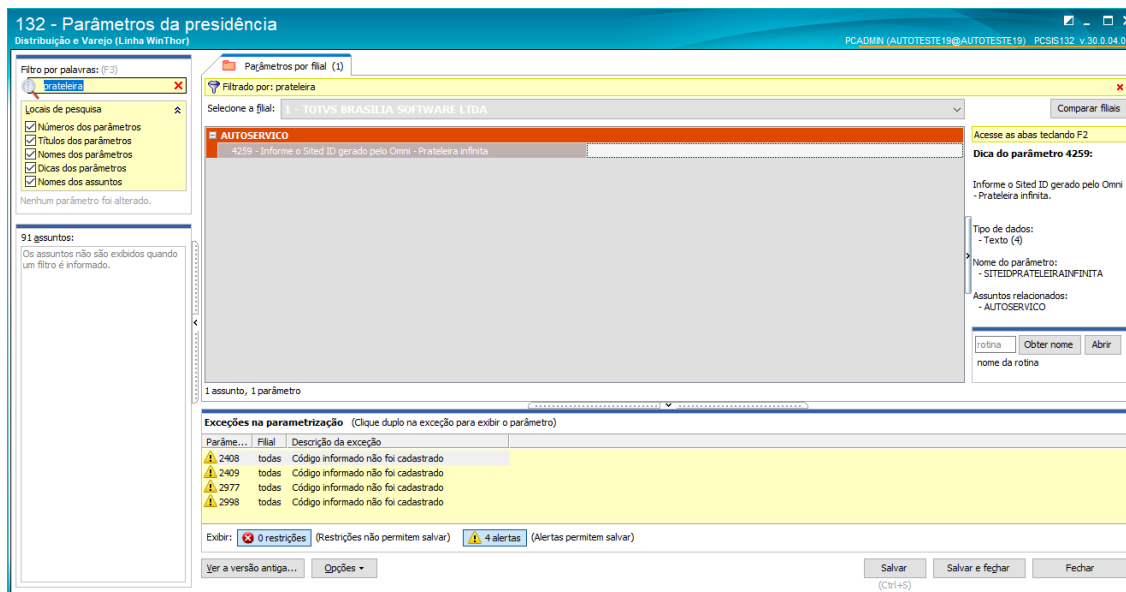 132 - Parâmetros da presidência
Distribuição e Varejo (Linha WinThor)
PCADMIN (AUTOTESTE19@AUTOTESTE19) PCSIS132 v.30.0.04.0
Filtro por palavras: (F3)
prateleira
Locais de pesquisa
Números dos parâmetros
Títulos dos parâmetros
Nomes dos parâmetros
Dicas dos parâmetros
Nomes dos assuntos
Nenhum parâmetro foi alterado.
91 assuntos:
Os assuntos não são exibidos quando
um filtro é informado.
Parâmetros por filial (1)
Filtrado por: prateleira
Selecione a filial: 1 - TOTVS BRASILIA SOFTWARE LTDA
Comparar filiais
AUTOSERVICO
4259 - Informe o Sited ID gerado pelo Omni - Prateleira infinita
1 assunto, 1 parâmetro
Acesse as abas teclando F2
Dica do parâmetro 4259:
Informe o Sited ID gerado pelo Omni
- Prateleira infinita.
Tipo de dados:
- Texto (4)
Nome do parâmetro:
- SITEIDPRATELEIRAINFINITA
Assuntos relacionados:
- AUTOSERVICO
rotina Obter nome Abrir
nome da rotina
Exceções na parametrização (Clique duplo na exceção para exibir o parâmetro)
Parâme... Filial Descrição da exceção
2408 todas Código informado não foi cadastrado
2409 todas Código informado não foi cadastrado
2977 todas Código informado não foi cadastrado
2998 todas Código informado não foi cadastrado
Exibir: 0 restrições (Restrições não permitem salvar) 4 alertas (Alertas permitem salvar)
Ver a versão antiga... Opções Salvar Salvar e fechar Fechar
(Ctrl+S)